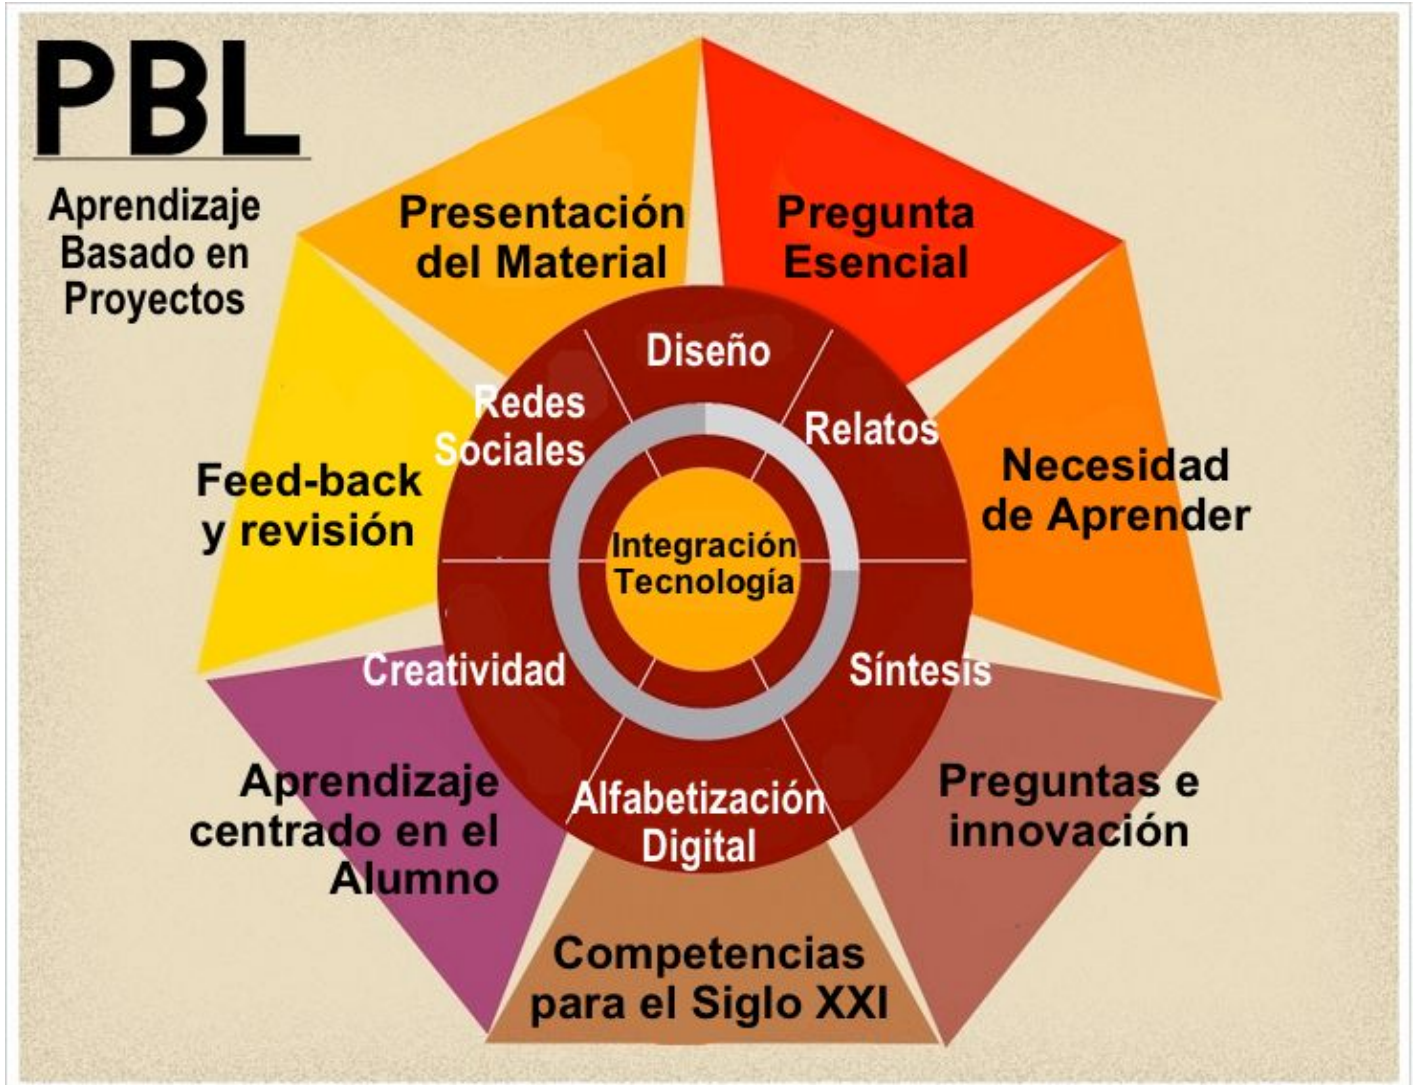 PBL
Aprendizaje
Basado en
Proyectos
Presentación
del Material
Pregunta
Esencial
Necesidad
de Aprender
Preguntas e
innovación
Competencias
para el Siglo XXI
Aprendizaje
centrado en el
Alumno
Feed-back
y revisión
Diseño
Relatos
Síntesis
Alfabetización
Digital
Creatividad
Redes
Sociales
Integración
Tecnología